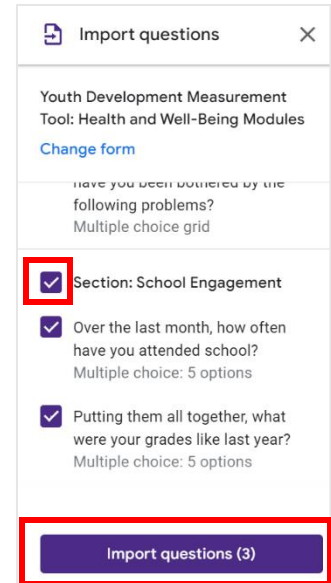 Import questions
Youth Development Measurement
Tool: Health and Well-Being Modules
Change form
have you been bothered by the
following problems?
Multiple choice grid
Section: School Engagement
Over the last month, how often
have you attended school?
Multiple choice: 5 options
Putting them all together, what
were your grades like last year?
Multiple choice: 5 options
Import questions (3)